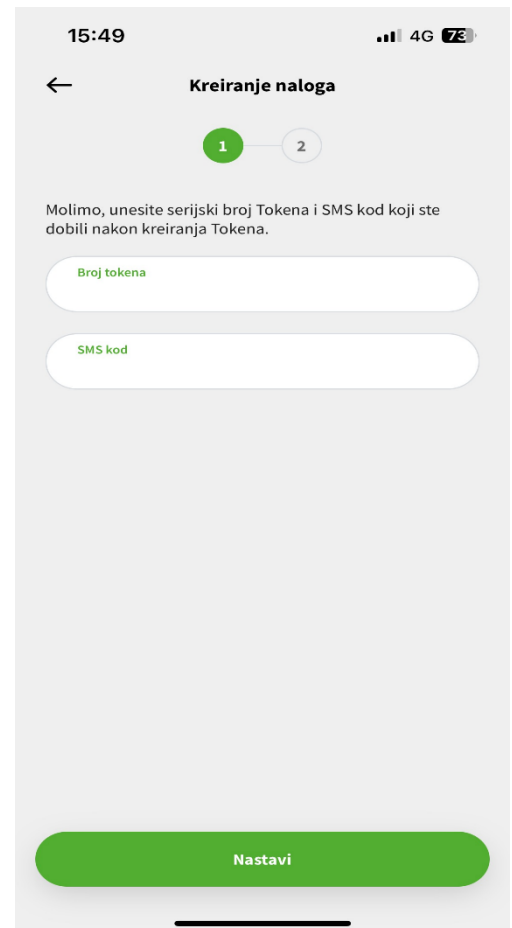 15:49
4G 73
Kreiranje naloga
1 2
Molimo, unesite serijski broj Tokena i SMS kod koji ste
dobili nakon kreiranja Tokena.
Broj tokena
SMS kod
Nastavi